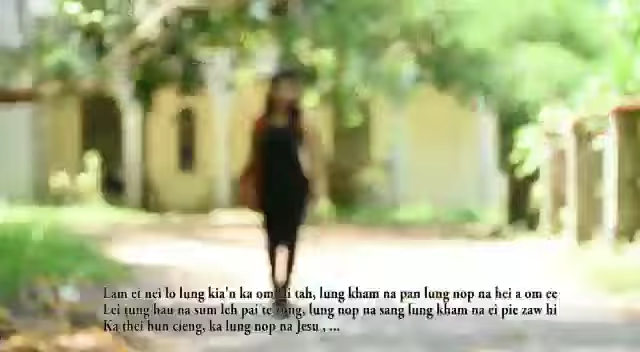 Lam et nei lo lung kia'n ka om li tah, lung kham na pan lung nop na hei a om ee
Lei tung hau na sum leh pai te tung, lung nop na sang lung kham na ei pie zaw hi
Ka thei hun cieng, ka lung nop na Jesu , ...